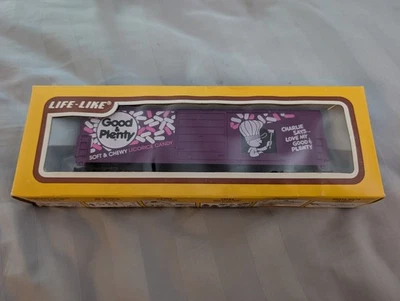 LIFE-LIKE®
Good
&
Plenty
SOFT & CHEWY LICORICE CANDY
CHARLIE
SAYS...
LOVE MY
GOOD &
PLENTY